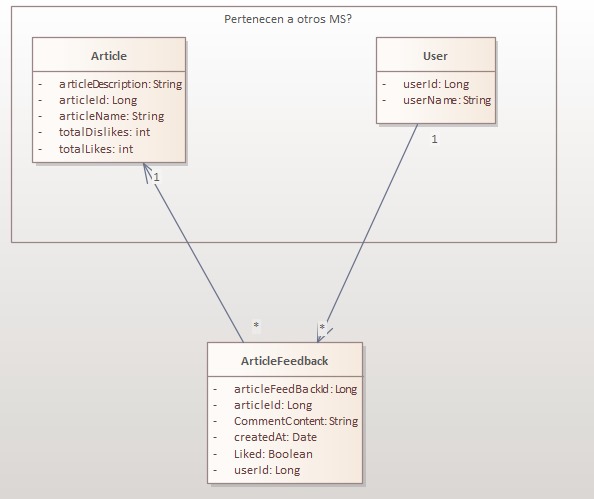 Pertenecen a otros MS?
Article
- articleDescription: String
- articleId: Long
- articleName: String
- totalDislikes: int
- totalLikes: int
User
- userId: Long
- userName: String
1
1
*
*
ArticleFeedback
- articleFeedBackId: Long
- articleId: Long
- CommentContent: String
- createdAt: Date
- Liked: Boolean
- userId: Long